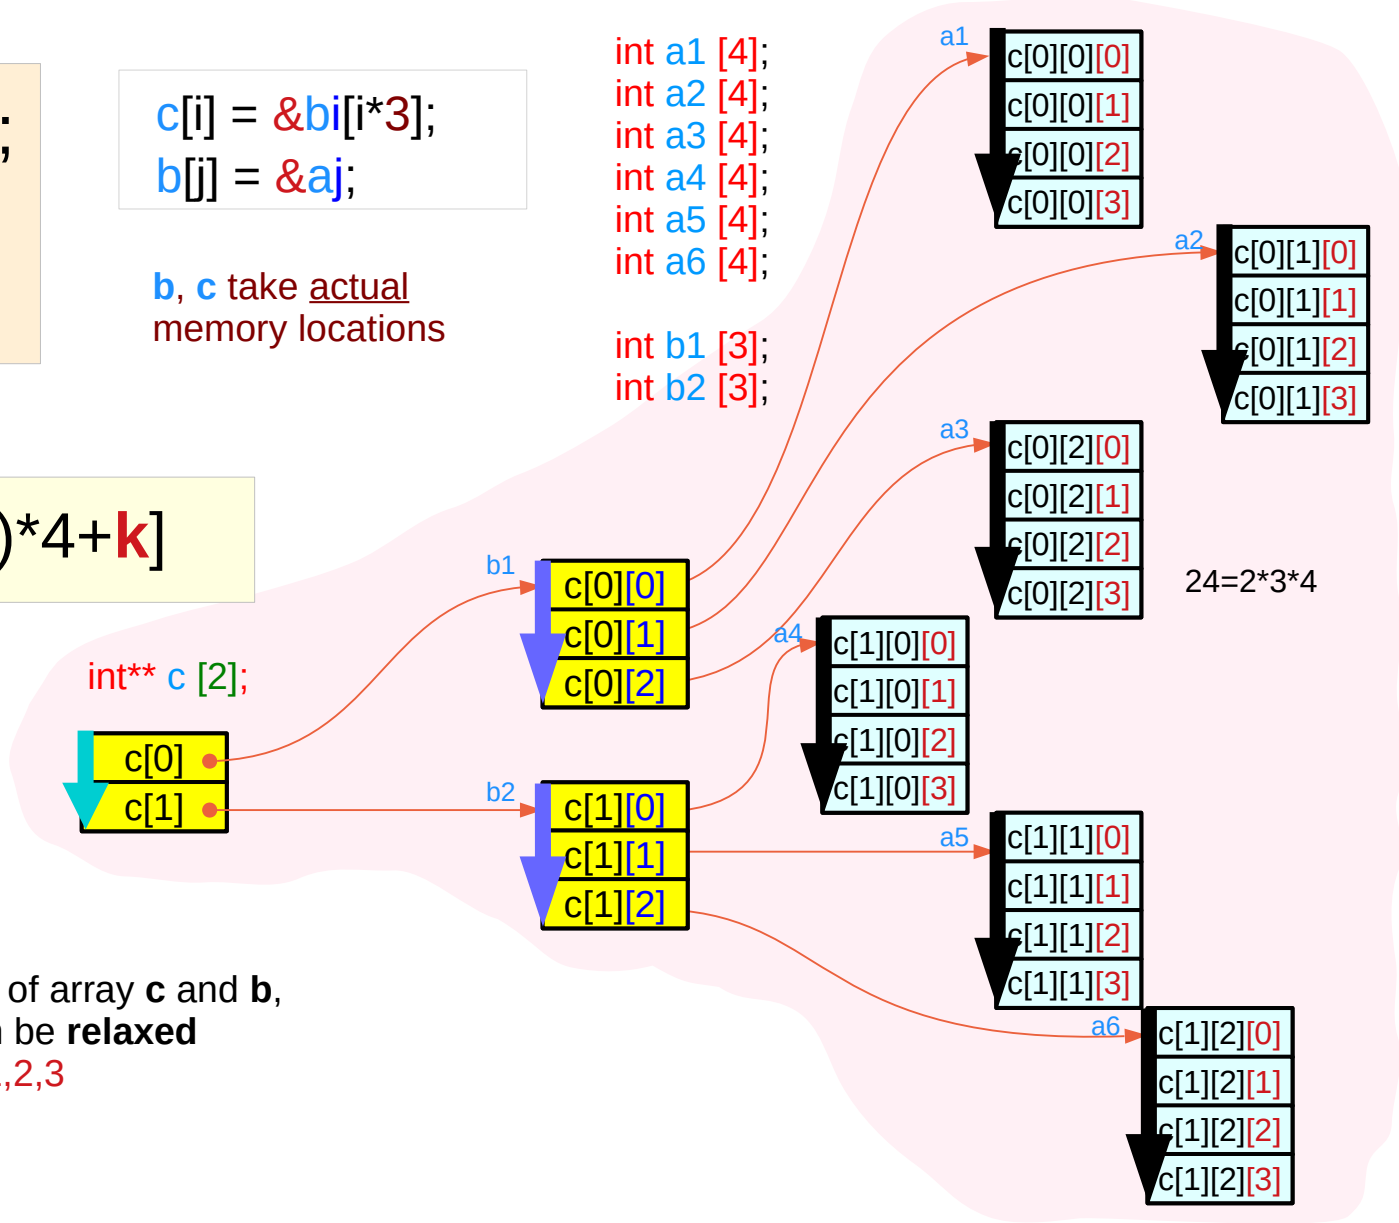 ;
c[i] = &bi[i*3];
b[j] = &aj;
b, c take actual
memory locations
int a1 [4];
int a2 [4];
int a3 [4];
int a4 [4];
int a5 [4];
int a6 [4];
int b1 [3];
int b2 [3];
)*4+k]
int** c [2];
c[0]
c[1]
b1
c[0][0]
c[0][1]
c[0][2]
b2
c[1][0]
c[1][1]
c[1][2]
a1
c[0][0][0]
c[0][0][1]
c[0][0][2]
c[0][0][3]
a2
c[0][1][0]
c[0][1][1]
c[0][1][2]
c[0][1][3]
a3
c[0][2][0]
c[0][2][1]
c[0][2][2]
c[0][2][3]
24=2*3*4
a4
c[1][0][0]
c[1][0][1]
c[1][0][2]
c[1][0][3]
a5
c[1][1][0]
c[1][1][1]
c[1][1][2]
c[1][1][3]
a6
c[1][2][0]
c[1][2][1]
c[1][2][2]
c[1][2][3]
of array c and b,
be relaxed
,2,3